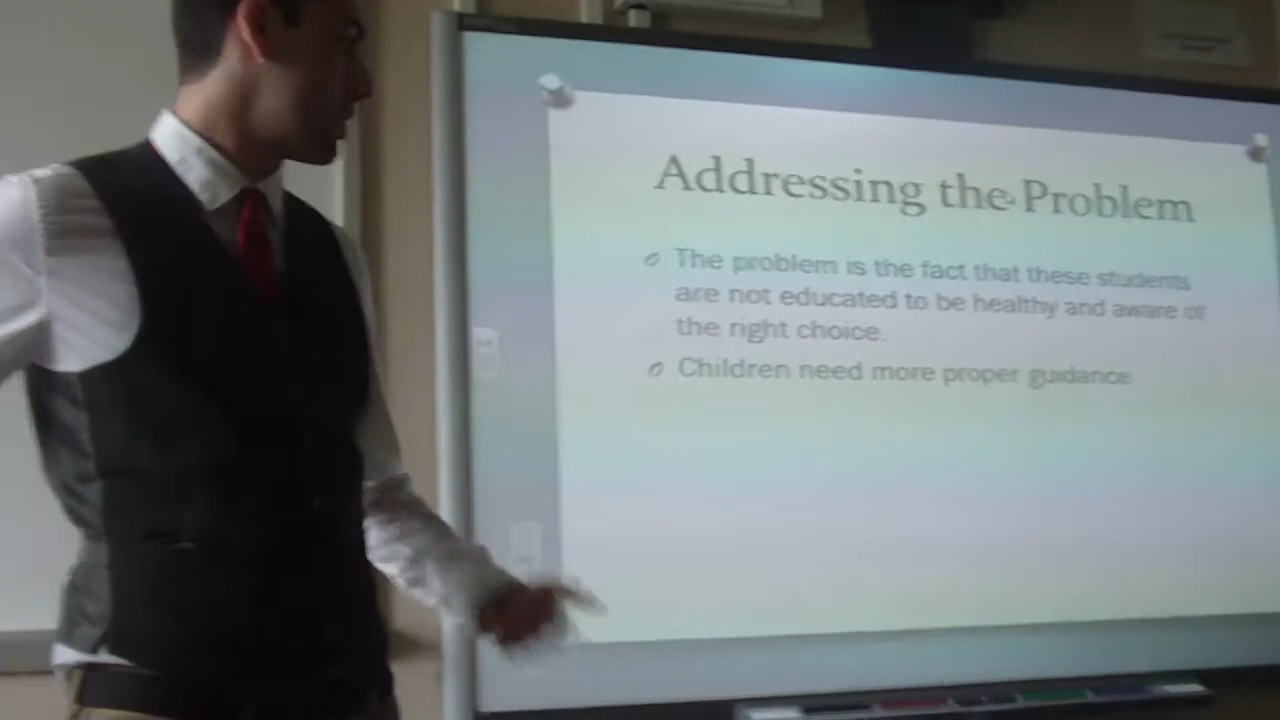 Addressing the Problem
The problem is the fact that these students
are not educated to be healthy and aware of
the right choice.
Children need more proper guidance.